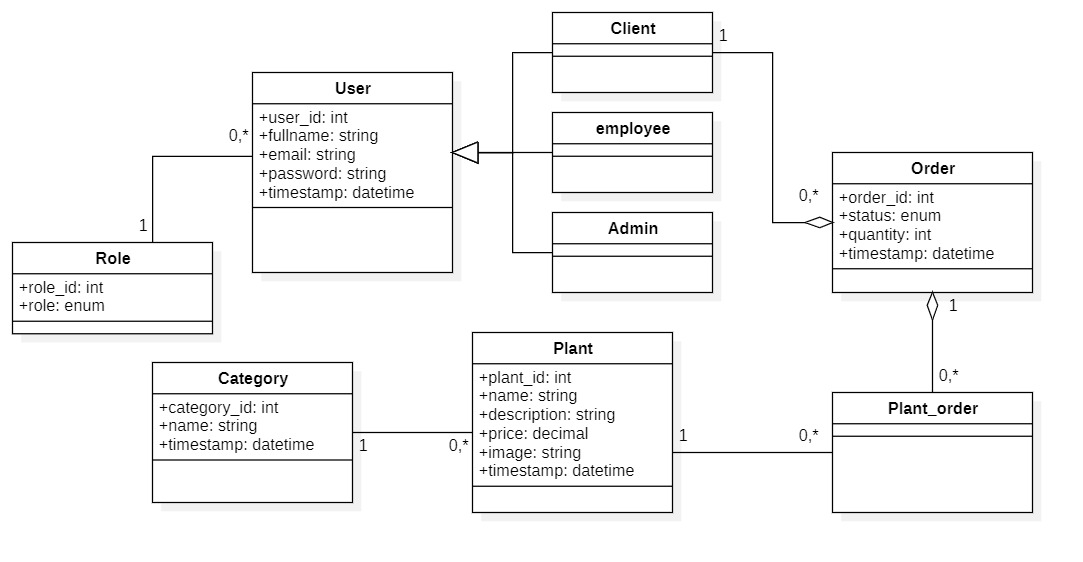 Client
1
User
+user_id: int
+fullname: string
+email: string
+password: string
+timestamp: datetime
0,*
employee
Order
+order_id: int
+status: enum
+quantity: int
+timestamp: datetime
0,*
1
Admin
Role
+role_id: int
+role: enum
1
0,*
Plant
+plant_id: int
+name: string
+description: string
+price: decimal
+image: string
+timestamp: datetime
Category
+category_id: int
+name: string
+timestamp: datetime
1
0,*
1
0,*
Plant_order